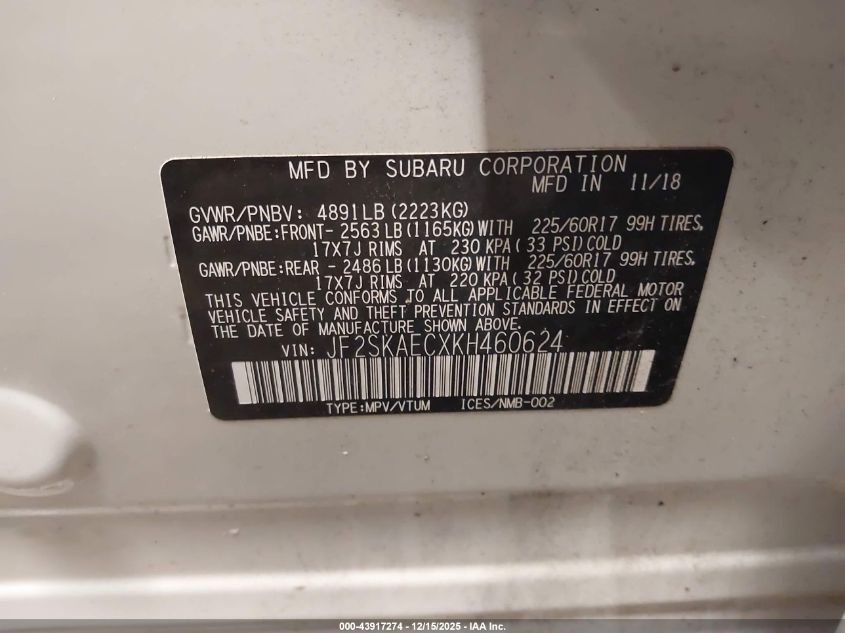 MFD BY SUBARU CORPORATION
MFD IN 11/18
GVWR/PNBV: 4891LB(2223KG)
GAWR/PNBE:FRONT- 2563LB(1165KG)WITH 225/60R17 99H TIRES,
17X7J RIMS AT 230 KPA(33 PSI)COLD
GAWR/PNBE:REAR - 2486LB(1130KG)WITH 225/60R17 99H TIRES,
17X7J RIMS AT 220 KPA(32 PSI)COLD
THIS VEHICLE CONFORMS TO ALL APPLICABLE FEDERAL MOTOR
VEHICLE SAFETY AND THEFT PREVENTION STANDARDS IN EFFECT ON
THE DATE OF MANUFACTURE SHOWN ABOVE.
VIN: JF2SKAECXKH460624
TYPE:MPV/VTUM ICES/NMB-002
000-43917274 - 12/15/2025 - IAA Inc.